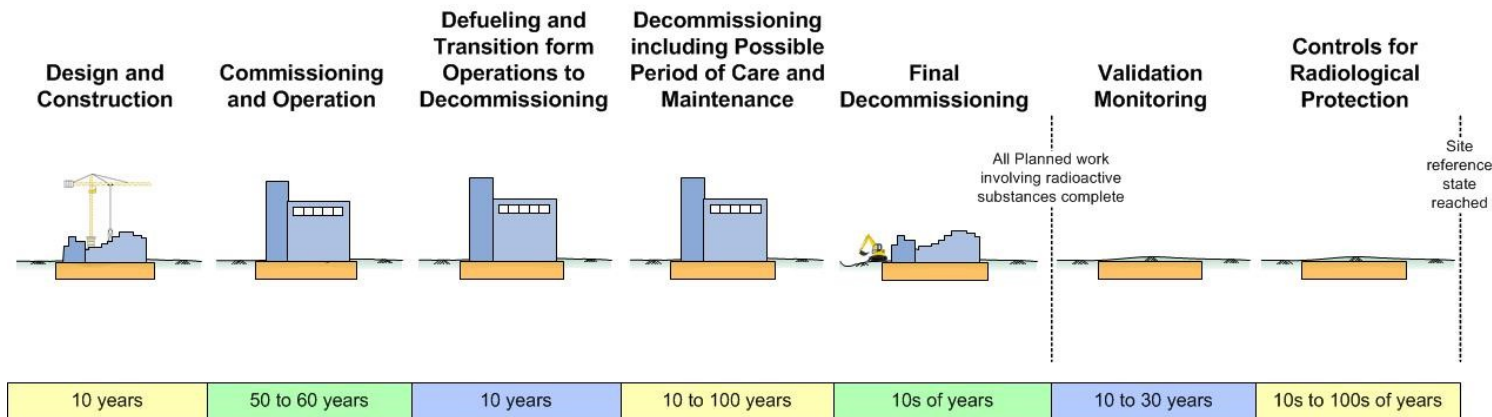 Design and
Construction
Commissioning
and Operation
Defueling and
Transition form
Operations to
Decommissioning
Decommissioning
including Possible
Period of Care and
Maintenance
Final
Decommissioning
Validation
Monitoring
Controls for
Radiological
Protection
All Planned work
involving radioactive
substances complete
Site
reference
state
reached
10 years
50 to 60 years
10 years
10 to 100 years
10s of years
10 to 30 years
10s to 100s of years